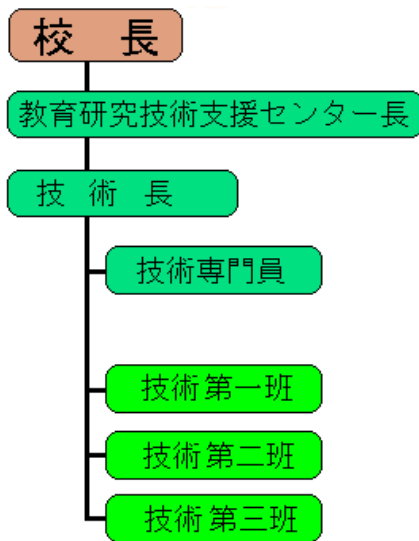 校 長
教育研究技術支援センター長
技 術 長
技術専門員
技術第一班
技術第二班
技術第三班